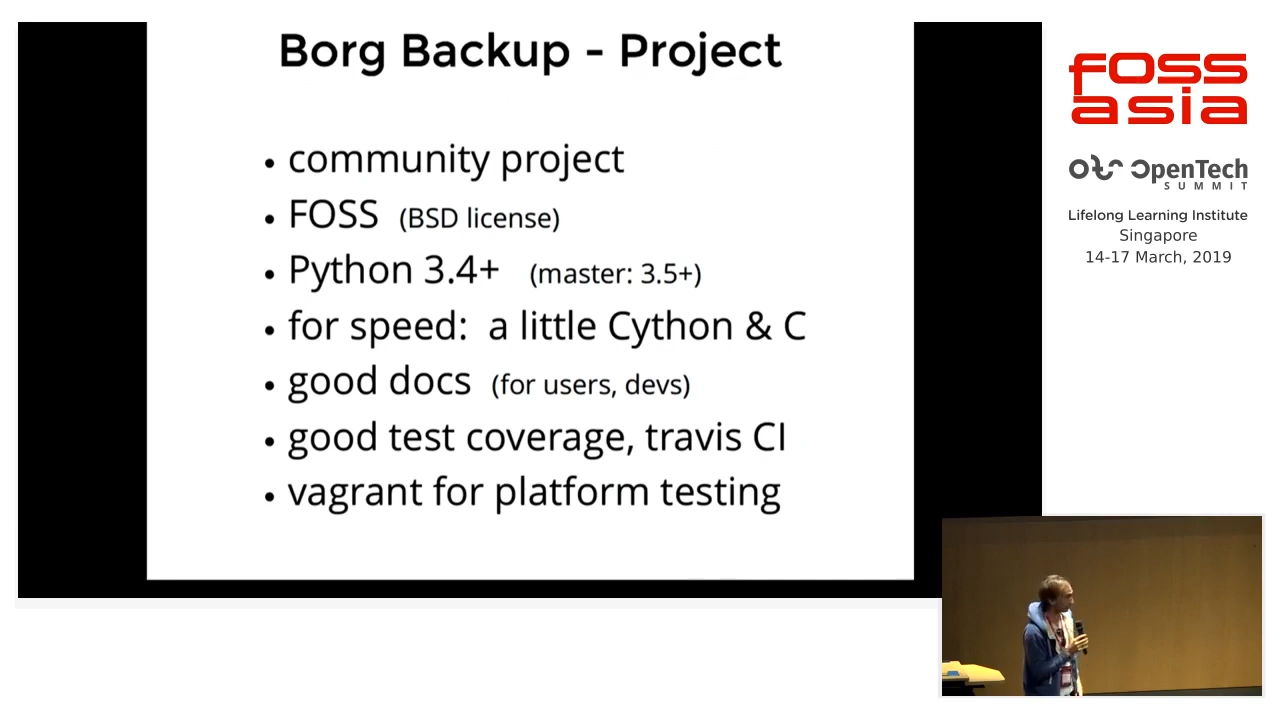 Borg Backup - Project
• community project
• FOSS (BSD license)
• Python 3.4+ (master: 3.5+)
• for speed: a little Cython & C
• good docs (for users, devs)
• good test coverage, travis CI
• vagrant for platform testing
FOSS
asia
OpenTech
SUMMIT
Lifelong Learning Institute
Singapore
14-17 March, 2019